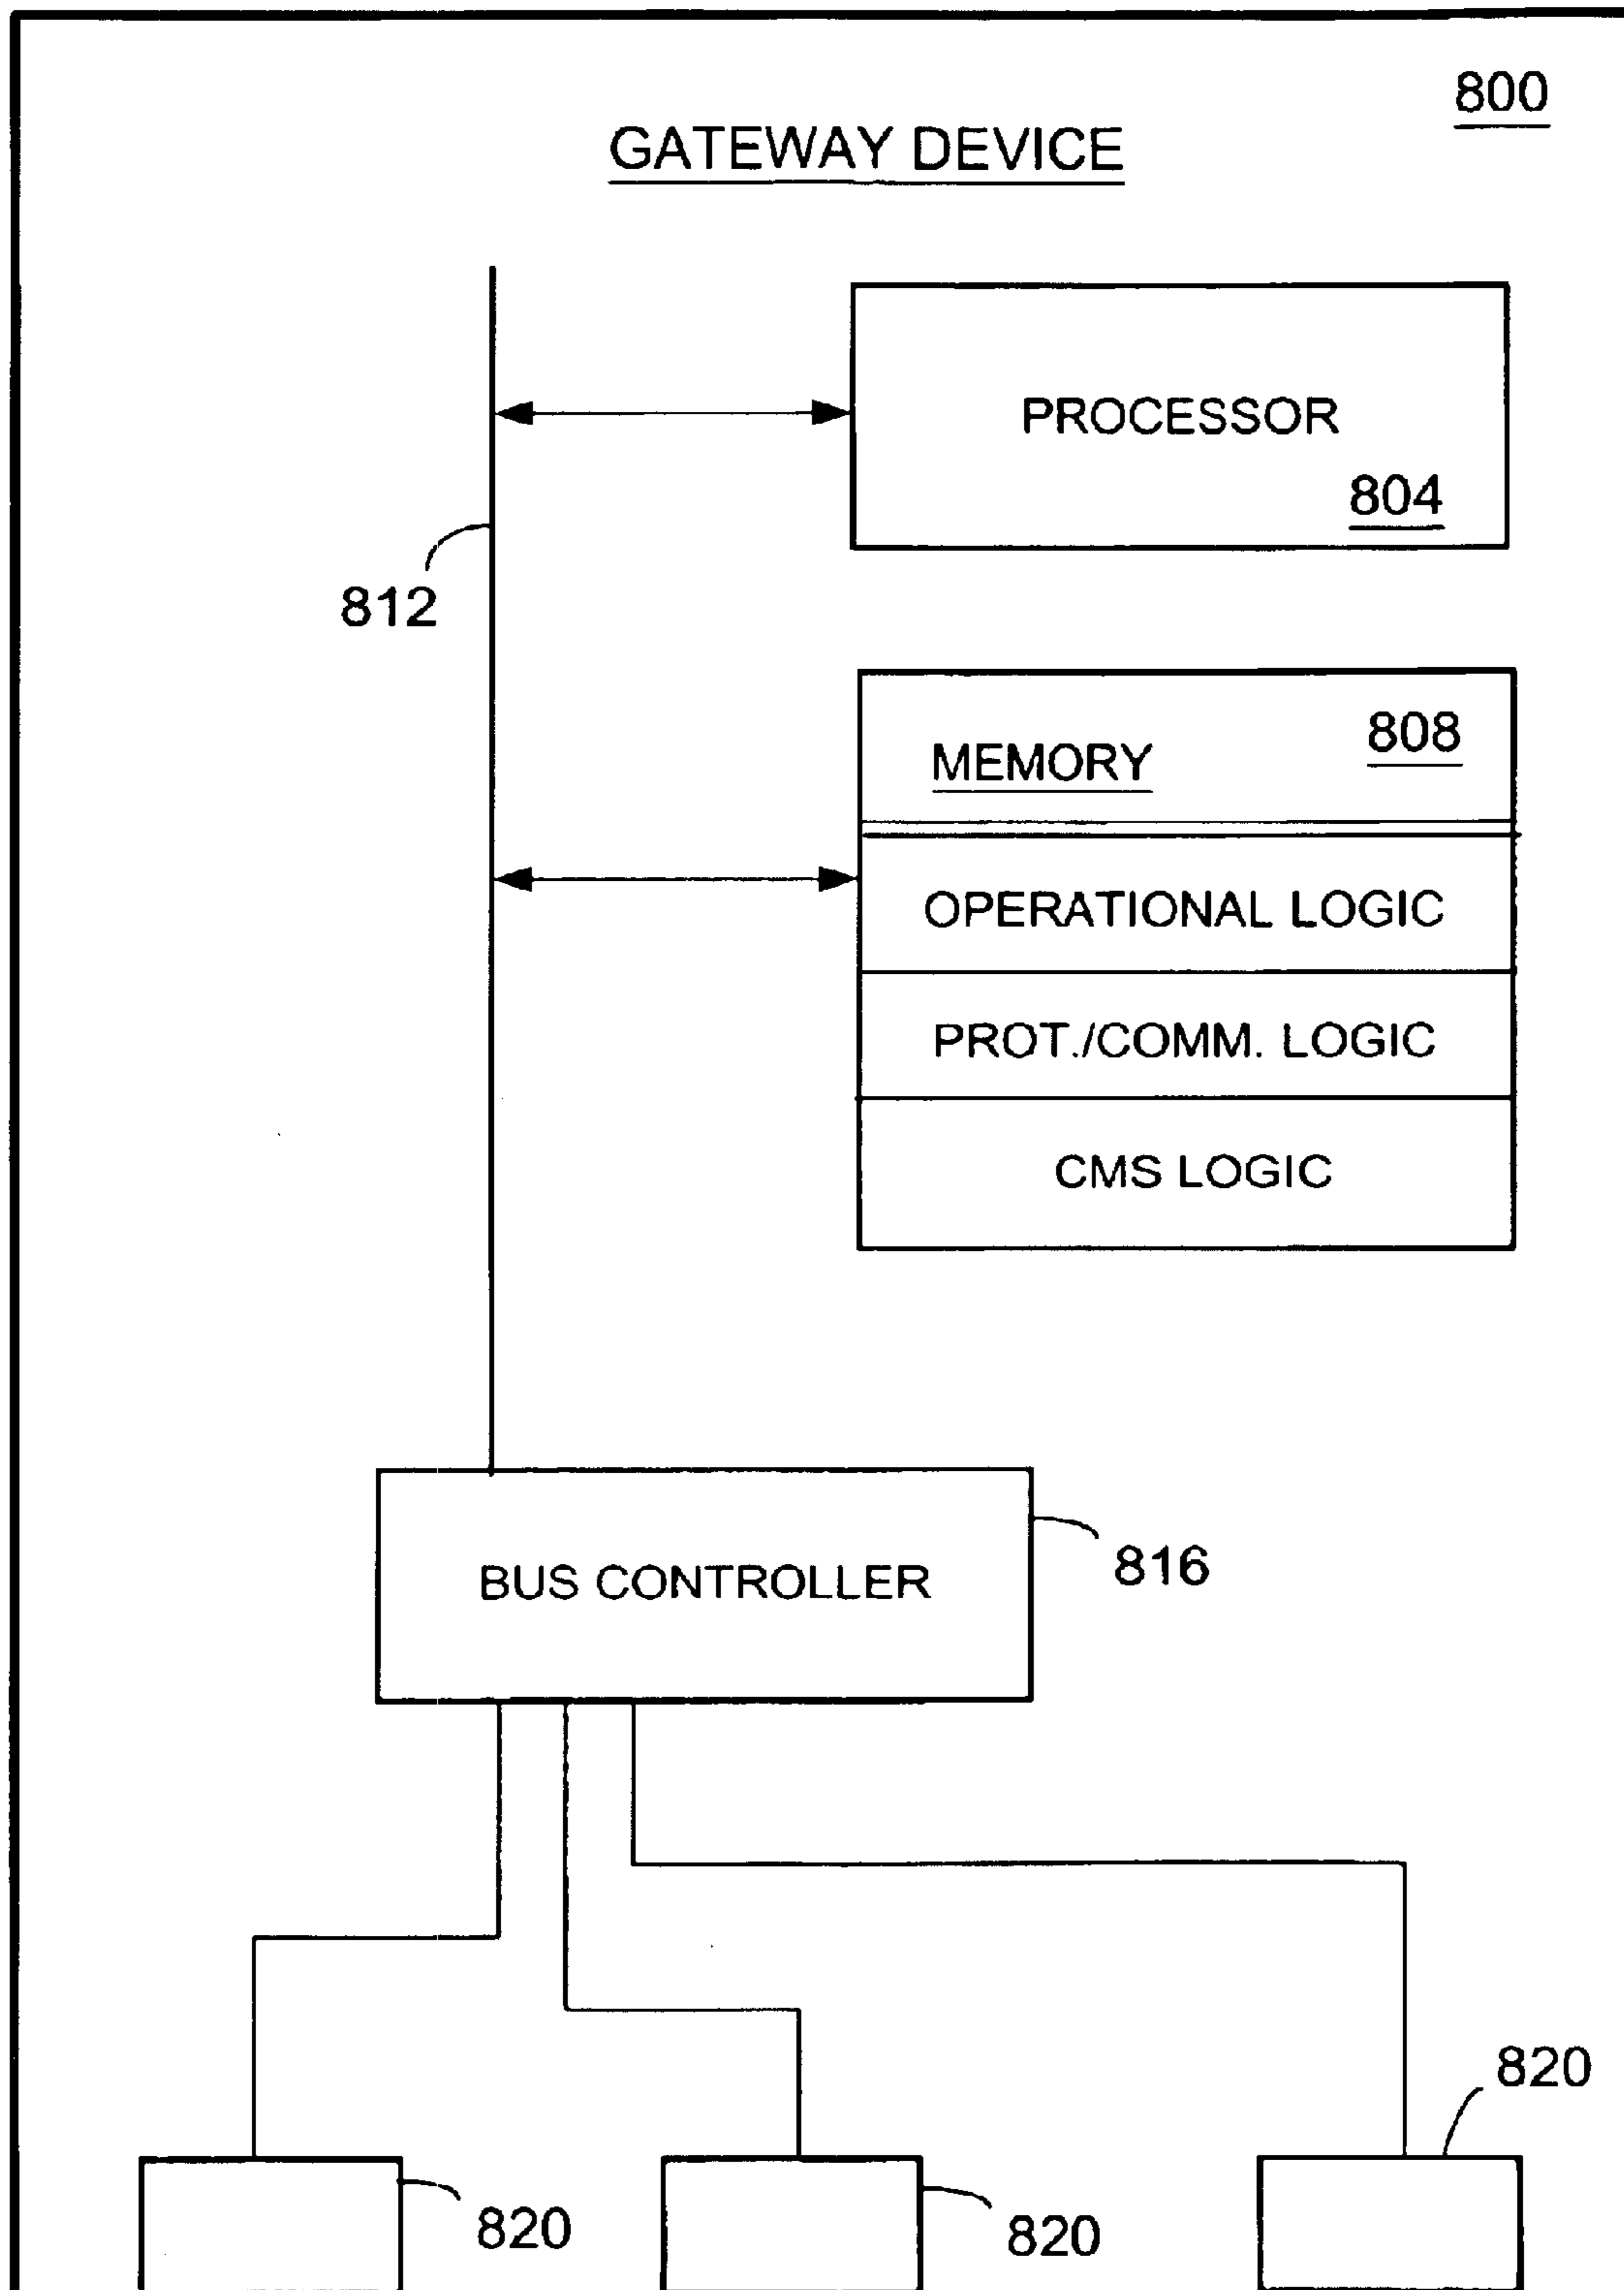 800
GATEWAY DEVICE
PROCESSOR
804
812
808
MEMORY
OPERATIONAL LOGIC
PROT./COMM. LOGIC
CMS LOGIC
BUS CONTROLLER
816
820
820
820